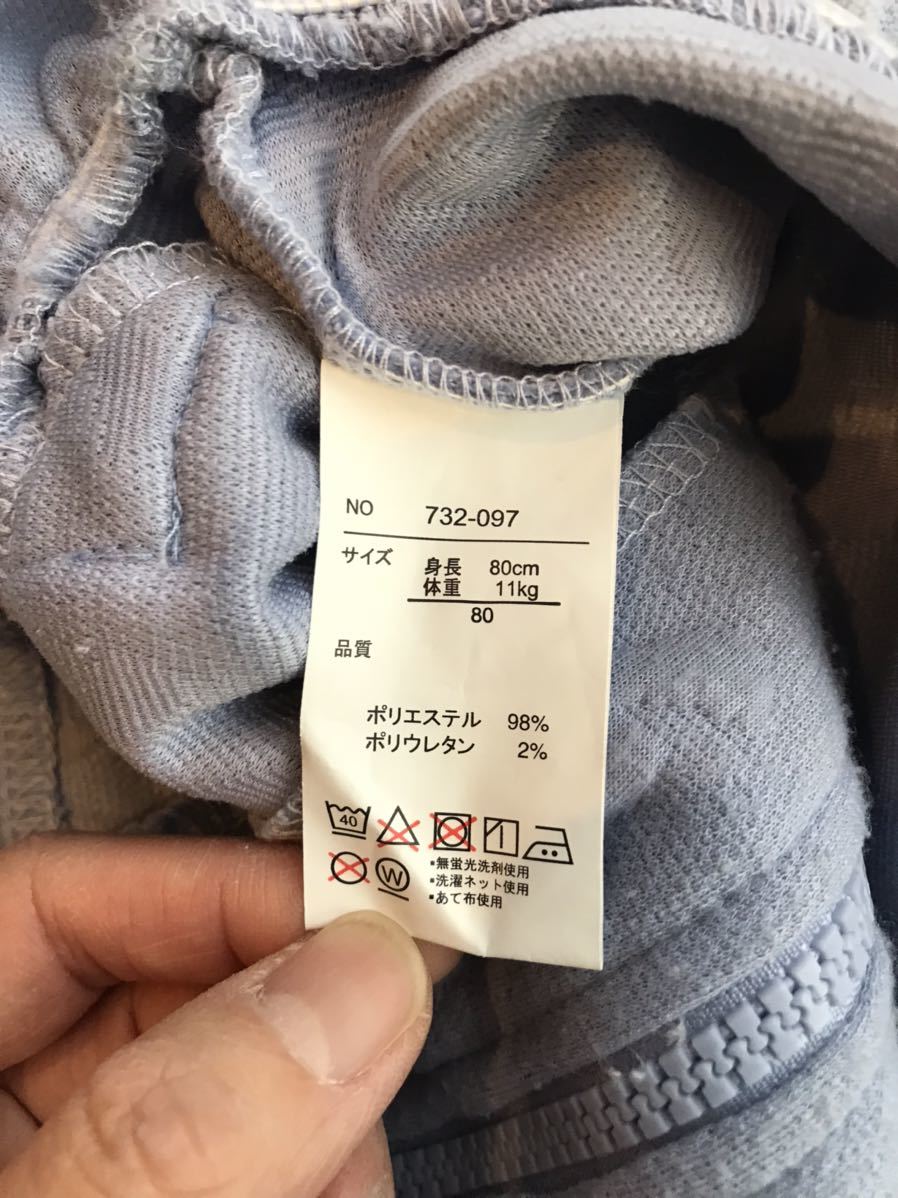 NO 732-097
サイズ 身長 80cm
体重 11kg
80
品質
ポリエステル 98%
ポリウレタン 2%
40
W
▪無蛍光洗剤使用
▪洗濯ネット使用
▪あて布使用